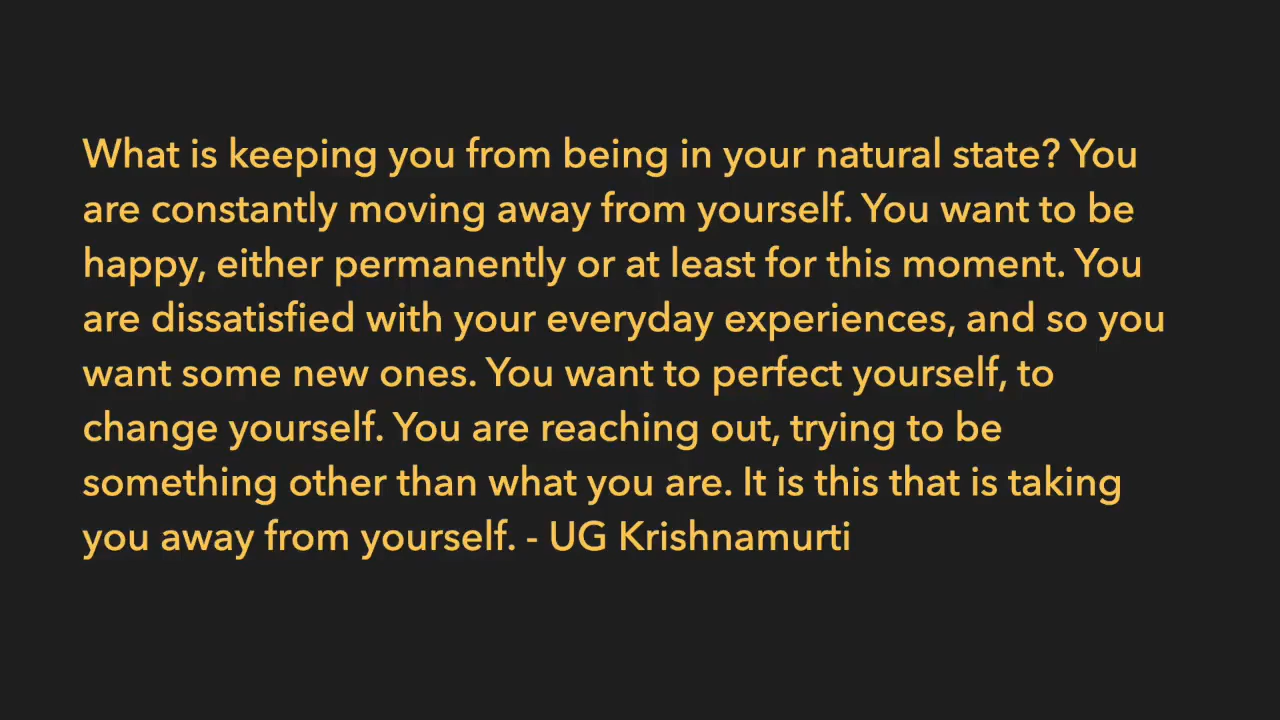 What is keeping you from being in your natural state? You
are constantly moving away from yourself. You want to be
happy, either permanently or at least for this moment. You
are dissatisfied with your everyday experiences, and so you
want some new ones. You want to perfect yourself, to
change yourself. You are reaching out, trying to be
something other than what you are. It is this that is taking
you away from yourself. - UG Krishnamurti